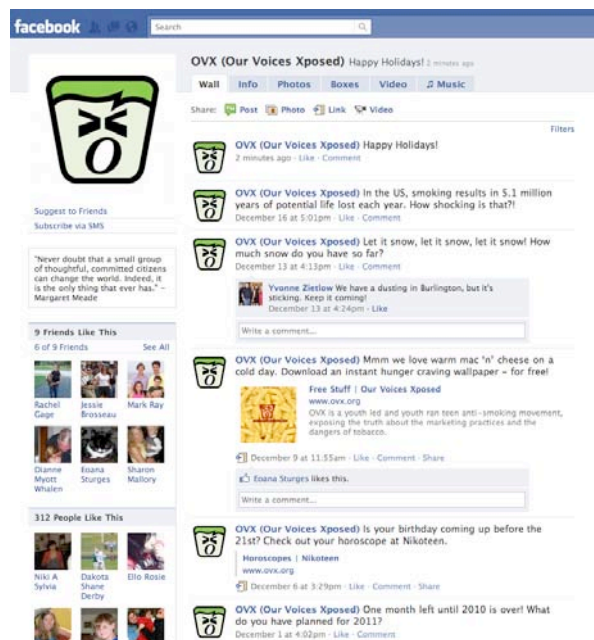 facebook
Search
OVX (Our Voices Xposed) Happy Holidays! 2 minutes ago
Wall Info Photos Boxes Video Music
Share: Post Photo Link Video
Filters
OVX (Our Voices Xposed) Happy Holidays!
2 minutes ago · Like · Comment
OVX (Our Voices Xposed) In the US, smoking results in 5.1 million
years of potential life lost each year. How shocking is that?!
December 16 at 5:01pm · Like · Comment
OVX (Our Voices Xposed) Let it snow, let it snow, let it snow! How
much snow do you have so far?
December 13 at 4:13pm · Like · Comment
Yvonne Zietlow We have a dusting in Burlington, but it's
sticking. Keep it coming!
December 13 at 4:24pm · Like
Write a comment...
OVX (Our Voices Xposed) Mmm we love warm mac 'n' cheese on a
cold day. Download an instant hunger craving wallpaper – for free!
Free Stuff | Our Voices Xposed
www.ovx.org
OVX is a youth led and youth ran teen anti-smoking movement,
exposing the truth about the marketing practices and the
dangers of tobacco.
December 9 at 11:55am · Like · Comment · Share
Eoana Sturges likes this.
Write a comment...
OVX (Our Voices Xposed) Is your birthday coming up before the
21st? Check out your horoscope at Nikoteen.
Horoscopes | Nikoteen
www.ovx.org
December 6 at 3:29pm · Like · Comment · Share
OVX (Our Voices Xposed) One month left until 2010 is over! What
do you have planned for 2011?
December 1 at 4:02pm · Like · Comment
Suggest to Friends
Subscribe via SMS
"Never doubt that a small group
of thoughtful, committed citizens
can change the world. Indeed, it
is the only thing that ever has." –
Margaret Meade
9 Friends Like This
6 of 9 Friends See All
Rachel Gage
Jessie Brosseau
Mark Ray
Dianne Myott Whalen
Eoana Sturges
Sharon Mallory
312 People Like This
Niki A Sylvia
Dakota Shane Derby
Ello Rosie